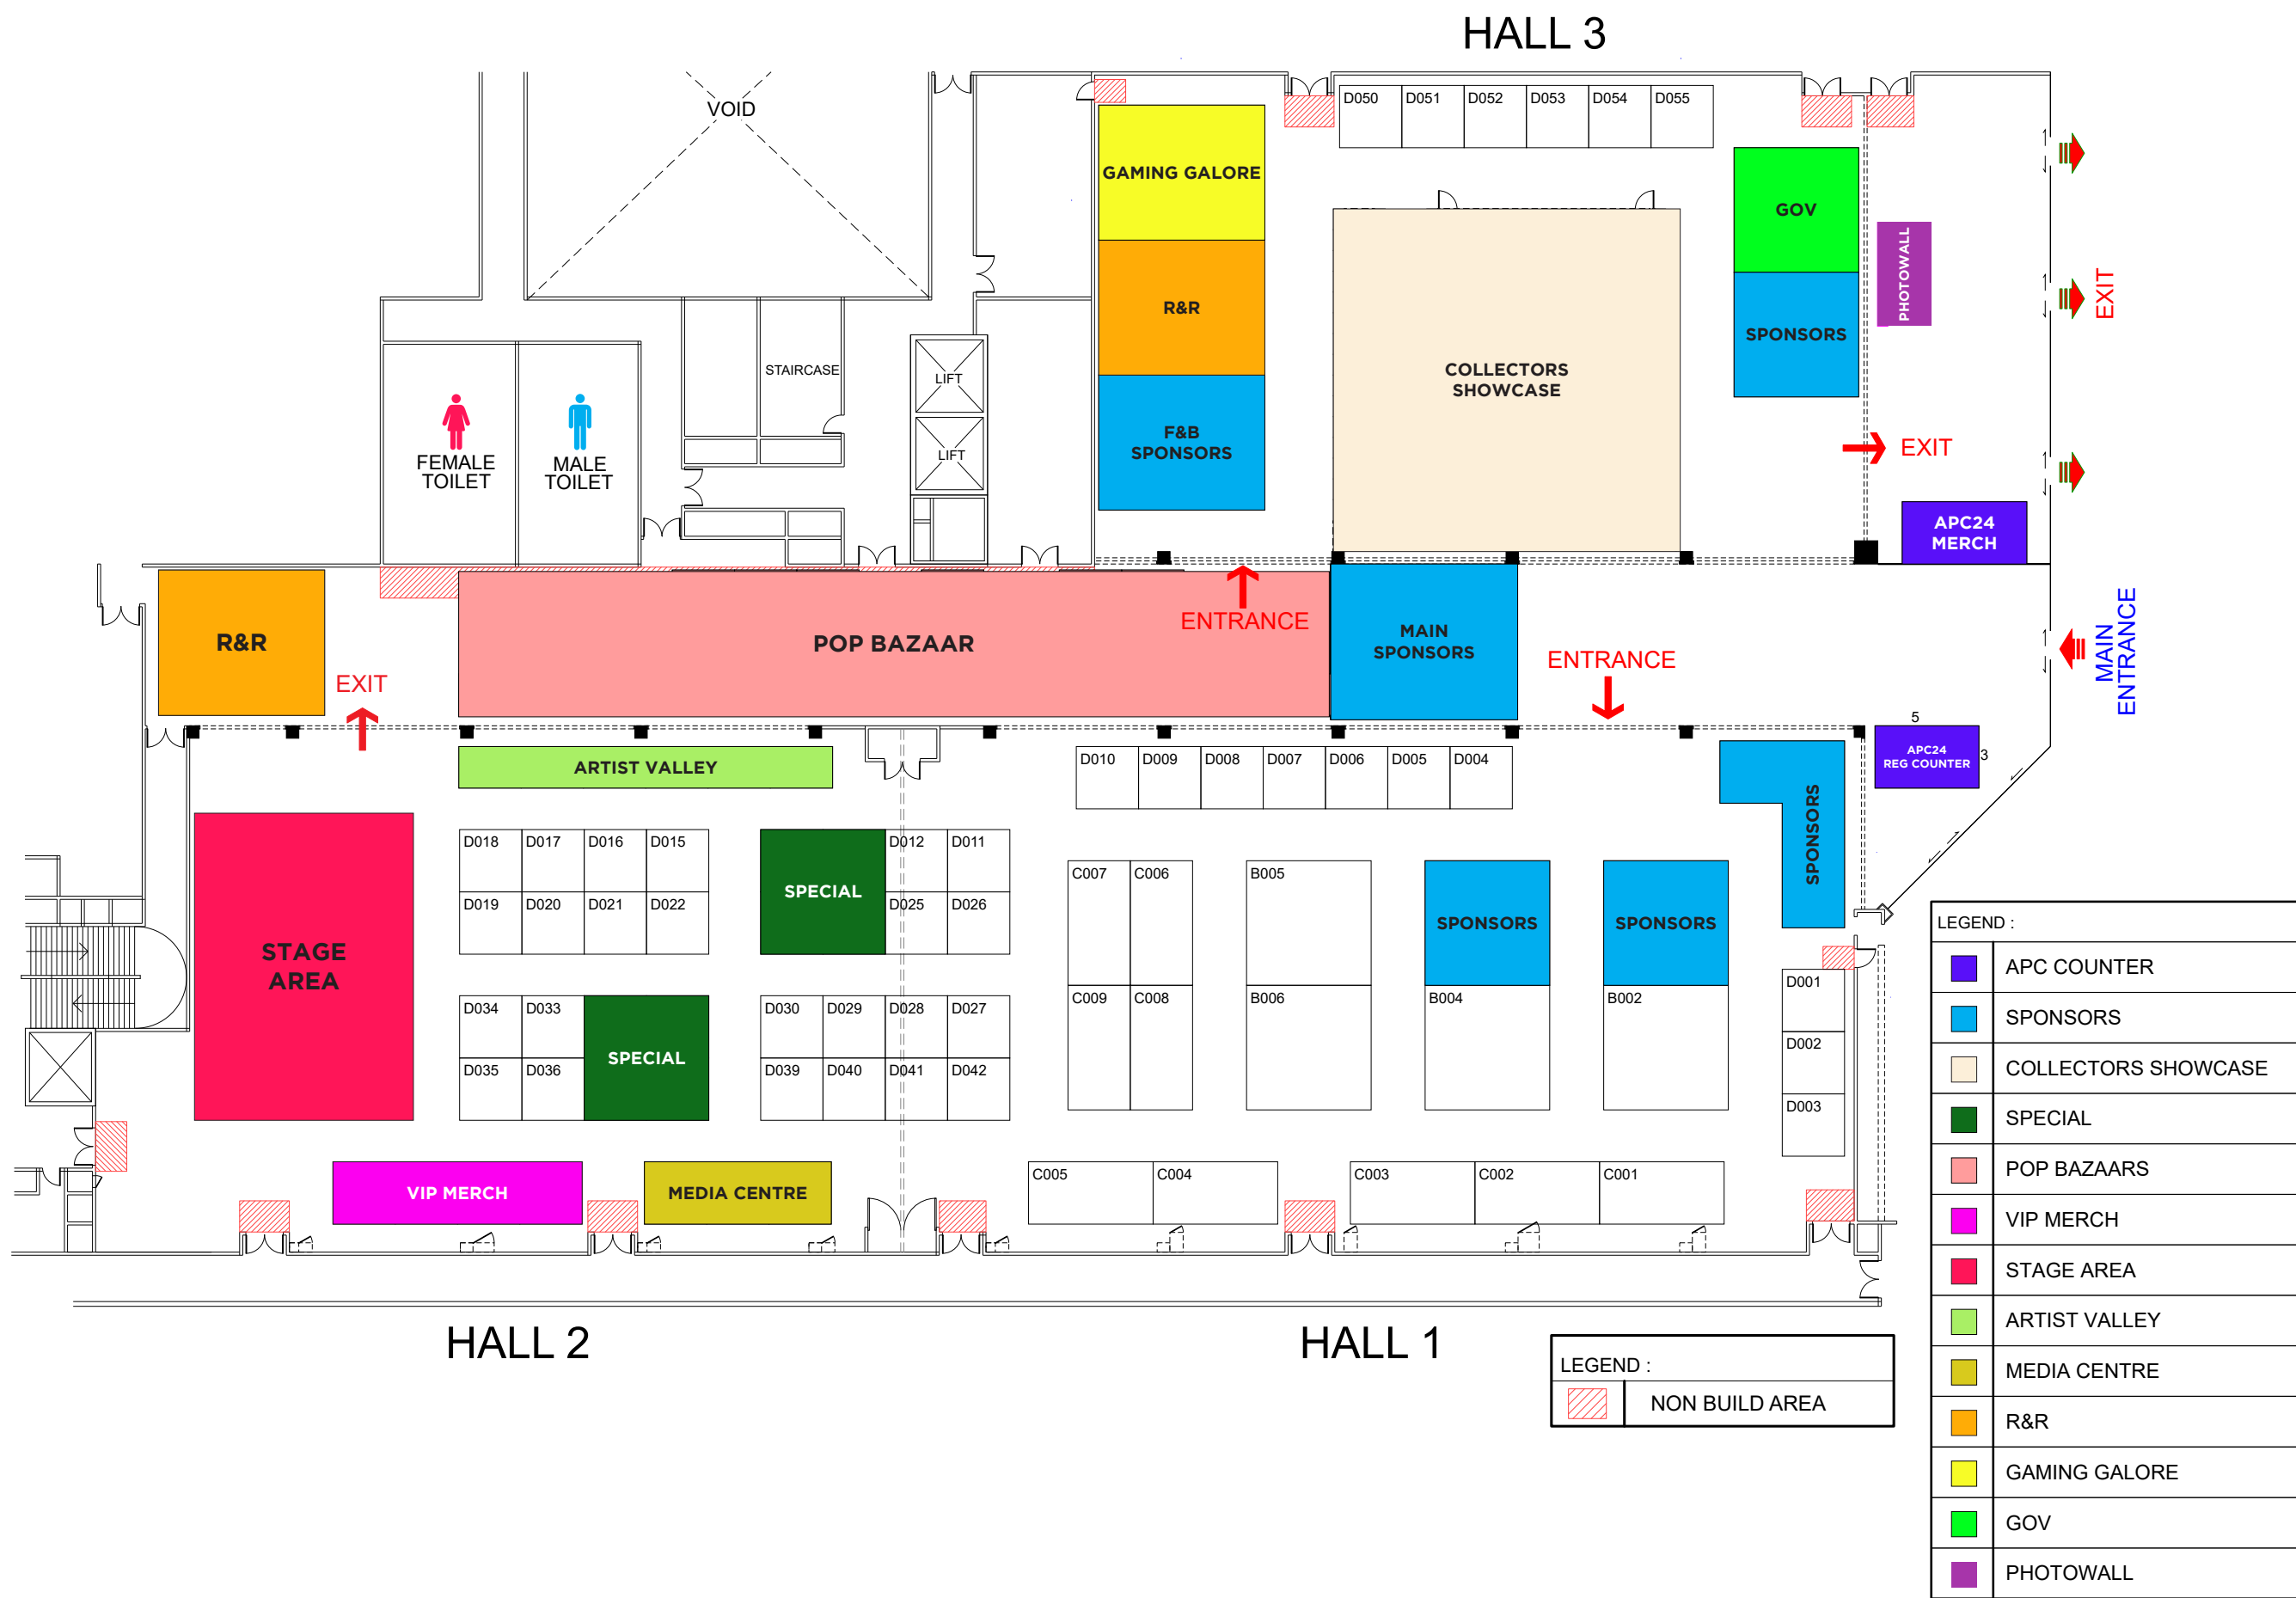 HALL 3
VOID
D050 D051 D052 D053 D054 D055
GAMING GALORE
GOV
PHOTOWALL
R&R
EXIT
SPONSORS
STAIRCASE
LIFT
COLLECTORS
SHOWCASE
F&B
SPONSORS
FEMALE
TOILET
MALE
TOILET
LIFT
EXIT
APC24
MERCH
R&R
POP BAZAAR
ENTRANCE
MAIN
SPONSORS
ENTRANCE
MAIN
ENTRANCE
EXIT
5
APC24
REG COUNTER
3
ARTIST VALLEY
D010 D009 D008 D007 D006 D005 D004
SPONSORS
D018 D017 D016 D015
SPECIAL
D012 D011
C007 C006
B005
SPONSORS
SPONSORS
D019 D020 D021 D022
D025 D026
STAGE
AREA
D001
D034 D033
SPECIAL
D030 D029 D028 D027
C009 C008
B006
B004
B002
D002
D035 D036
D039 D040 D041 D042
D003
VIP MERCH
MEDIA CENTRE
C005 C004
C003 C002 C001
HALL 2
HALL 1
LEGEND :
NON BUILD AREA
LEGEND :
APC COUNTER
SPONSORS
COLLECTORS SHOWCASE
SPECIAL
POP BAZAARS
VIP MERCH
STAGE AREA
ARTIST VALLEY
MEDIA CENTRE
R&R
GAMING GALORE
GOV
PHOTOWALL